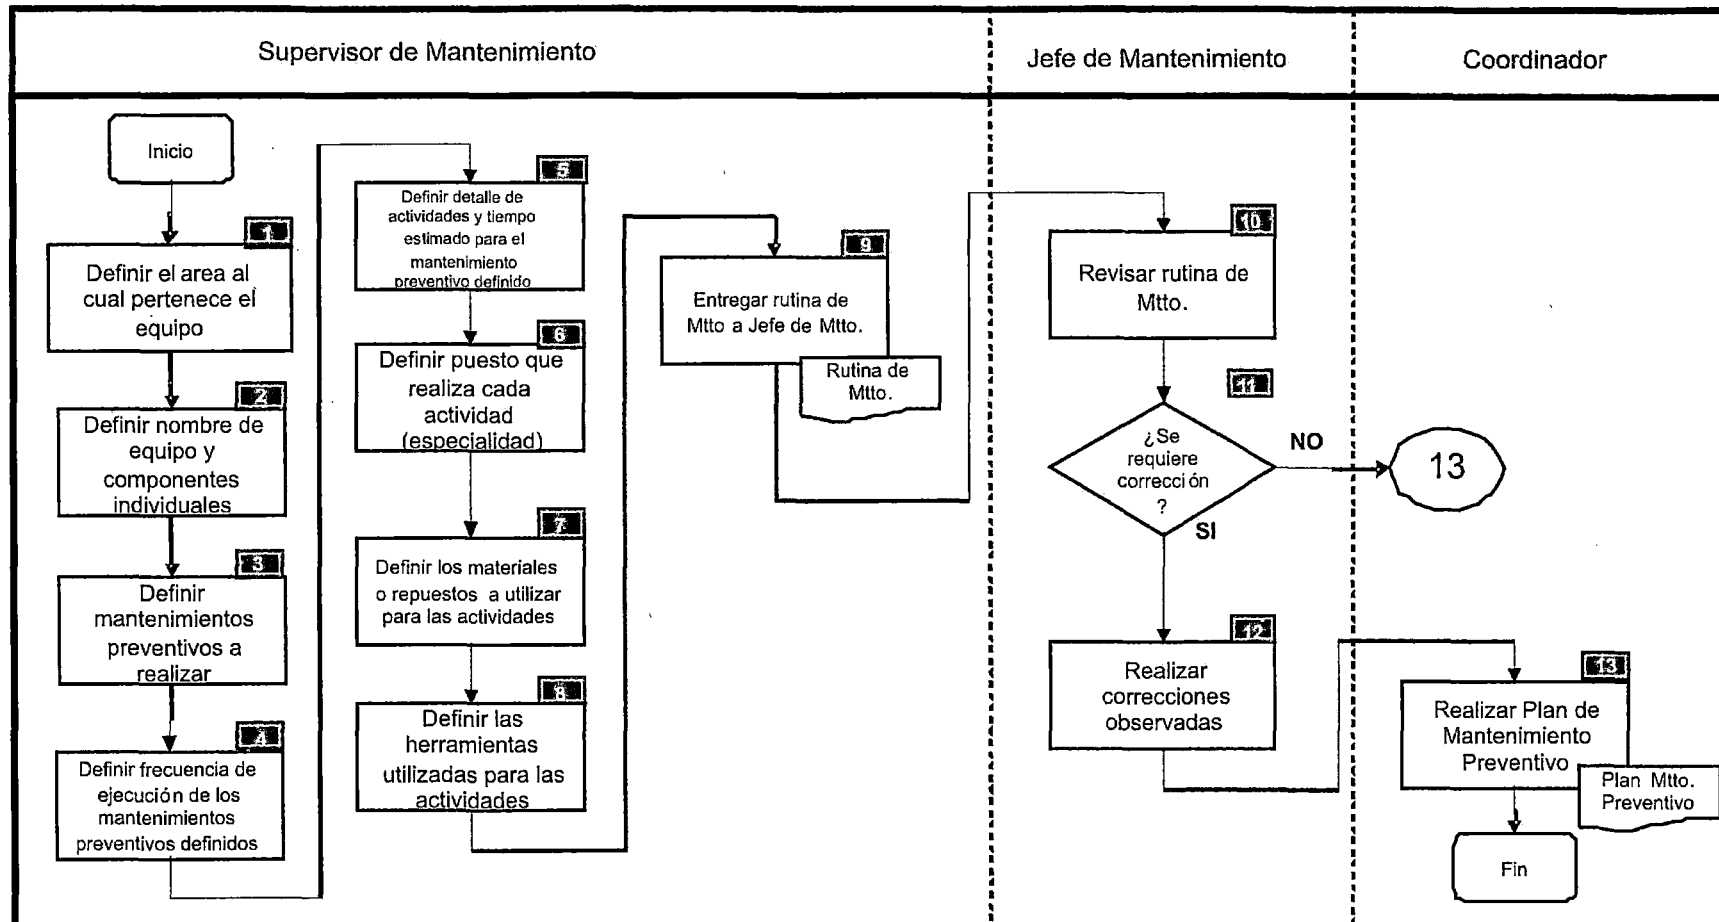 Supervisor de Mantenimiento
Jefe de Mantenimiento
Coordinador
Inicio
1
Definir el area al
cual pertenece el
equipo
2
Definir nombre de
equipo y
componentes
individuales
3
Definir
mantenimientos
preventivos a
realizar
4
Definir frecuencia de
ejecución de los
mantenimientos
preventivos definidos
5
Definir detalle de
actividades y tiempo
estimado para el
mantenimiento
preventivo definido
6
Definir puesto que
realiza cada
actividad
(especialidad)
7
Definir los materiales
o repuestos a utilizar
para las actividades
8
Definir las
herramientas
utilizadas para las
actividades
9
Entregar rutina de
Mtto a Jefe de Mtto.
Rutina de
Mtto.
10
Revisar rutina de
Mtto.
11
¿Se
requiere
corrección
?
NO
13
SI
12
Realizar
correcciones
observadas
13
Realizar Plan de
Mantenimiento
Preventivo
Plan Mtto.
Preventivo
Fin